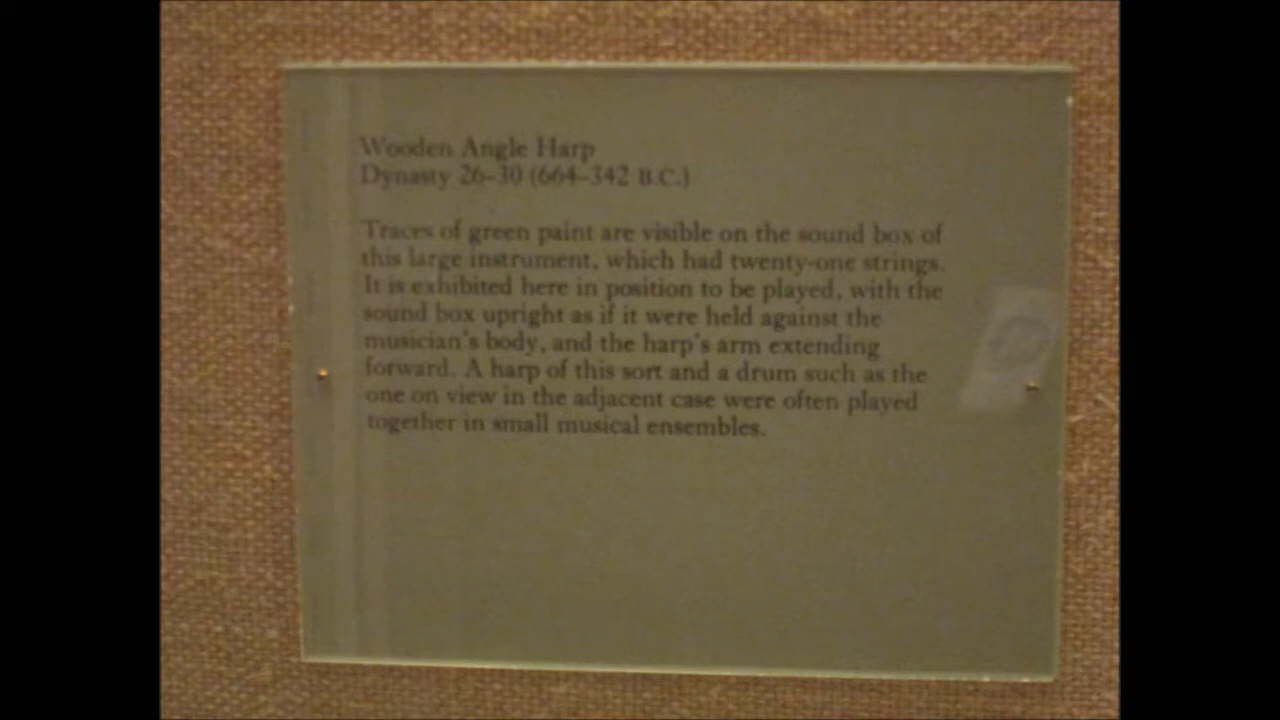 Wooden Angle Harp
Dynasty 26–30 (664–342 B.C.)
Traces of green paint are visible on the sound box of
this large instrument, which had twenty-one strings.
It is exhibited here in position to be played, with the
sound box upright as if it were held against the
musician's body, and the harp's arm extending
forward. A harp of this sort and a drum such as the
one on view in the adjacent case were often played
together in small musical ensembles.